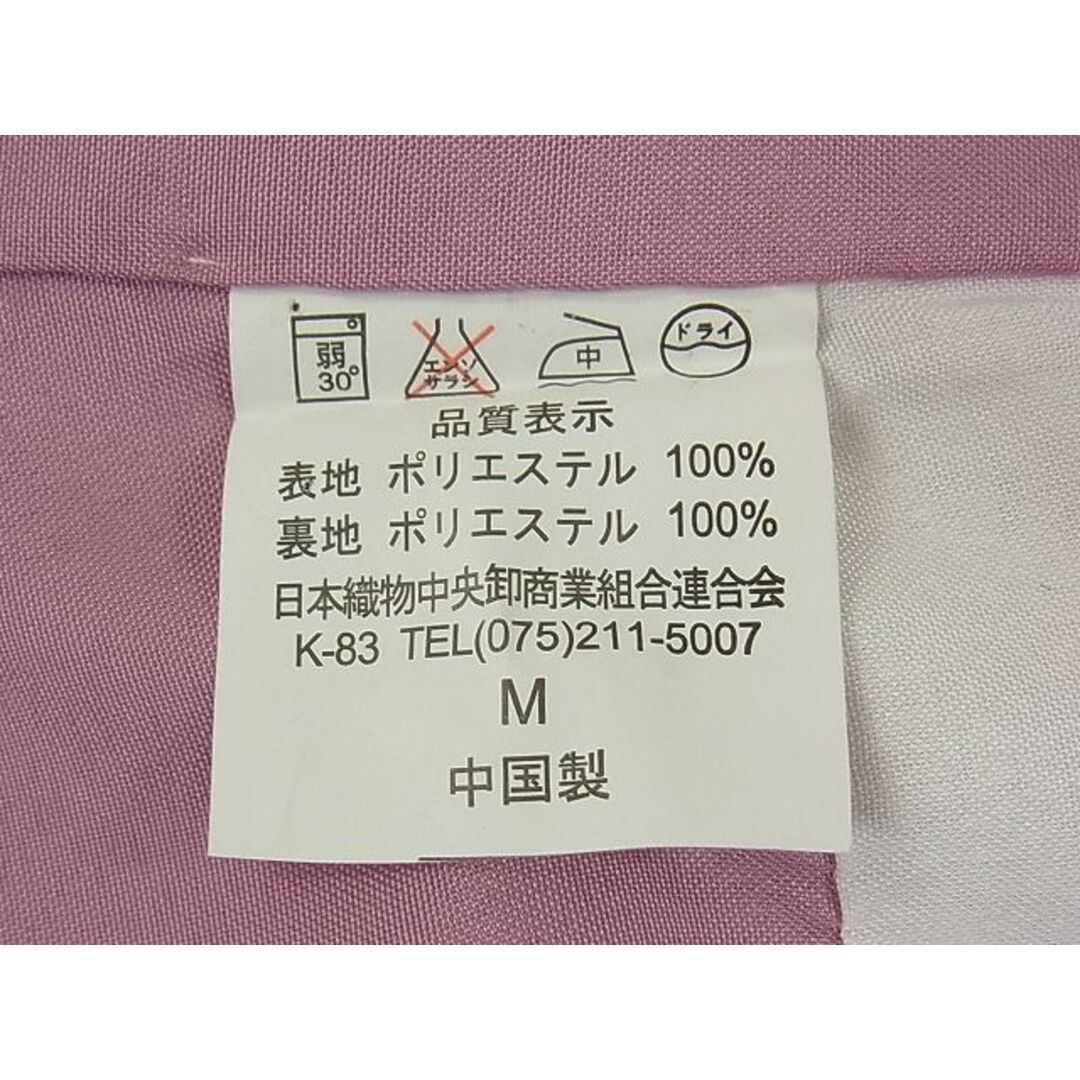 弱 30° エンソ サラシ 中 ドライ
品質表示
表地 ポリエステル 100%
裏地 ポリエステル 100%
日本織物中央卸商業組合連合会
K-83 TEL(075)211-5007
M
中国製